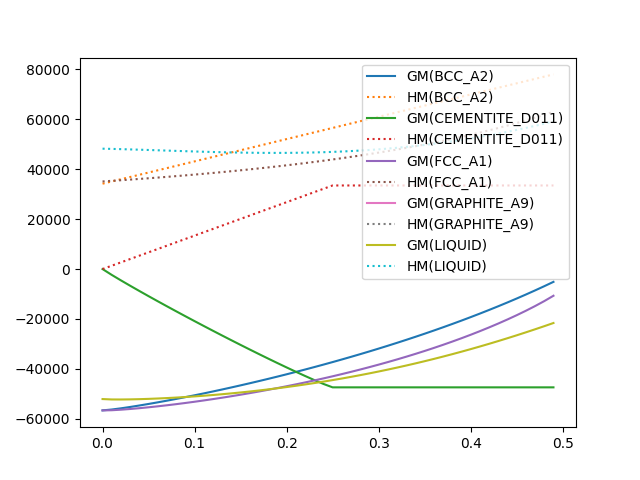 80000
60000
40000
20000
0
−20000
−40000
−60000
0.0
0.1
0.2
0.3
0.4
0.5
GM(BCC_A2)
HM(BCC_A2)
GM(CEMENTITE_D011)
HM(CEMENTITE_D011)
GM(FCC_A1)
HM(FCC_A1)
GM(GRAPHITE_A9)
HM(GRAPHITE_A9)
GM(LIQUID)
HM(LIQUID)